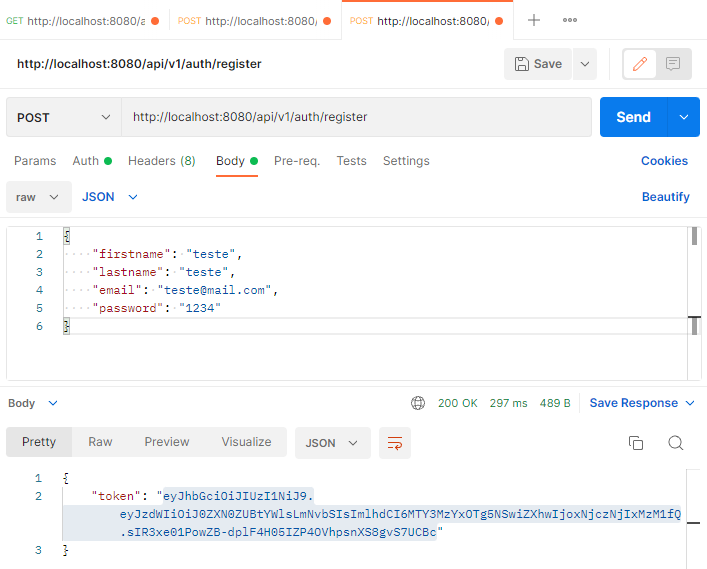 GET http://localhost:8080/a
POST http://localhost:8080/
POST http://localhost:8080/
http://localhost:8080/api/v1/auth/register
Save
POST
http://localhost:8080/api/v1/auth/register
Send
Params Auth Headers (8) Body Pre-req. Tests Settings Cookies
raw JSON Beautify
1 {
2 "firstname": "teste",
3 "lastname": "teste",
4 "email": "teste@mail.com",
5 "password": "1234"
6 }
Body 200 OK 297 ms 489 B Save Response
Pretty Raw Preview Visualize JSON
1 {
2 "token": "eyJhbGciOiJIUzI1NiJ9.
eyJzdWIiOiJ0ZXN0ZUBtYWlsLmNvbSIsImlhdCI6MTY3MzYxOTg5NSwiZXhwIjoxNjczNjIxMzM1fQ
.sIR3xe01PowZB-dplF4H05IZP4OVhpsnXS8gvS7UCBc"
3 }